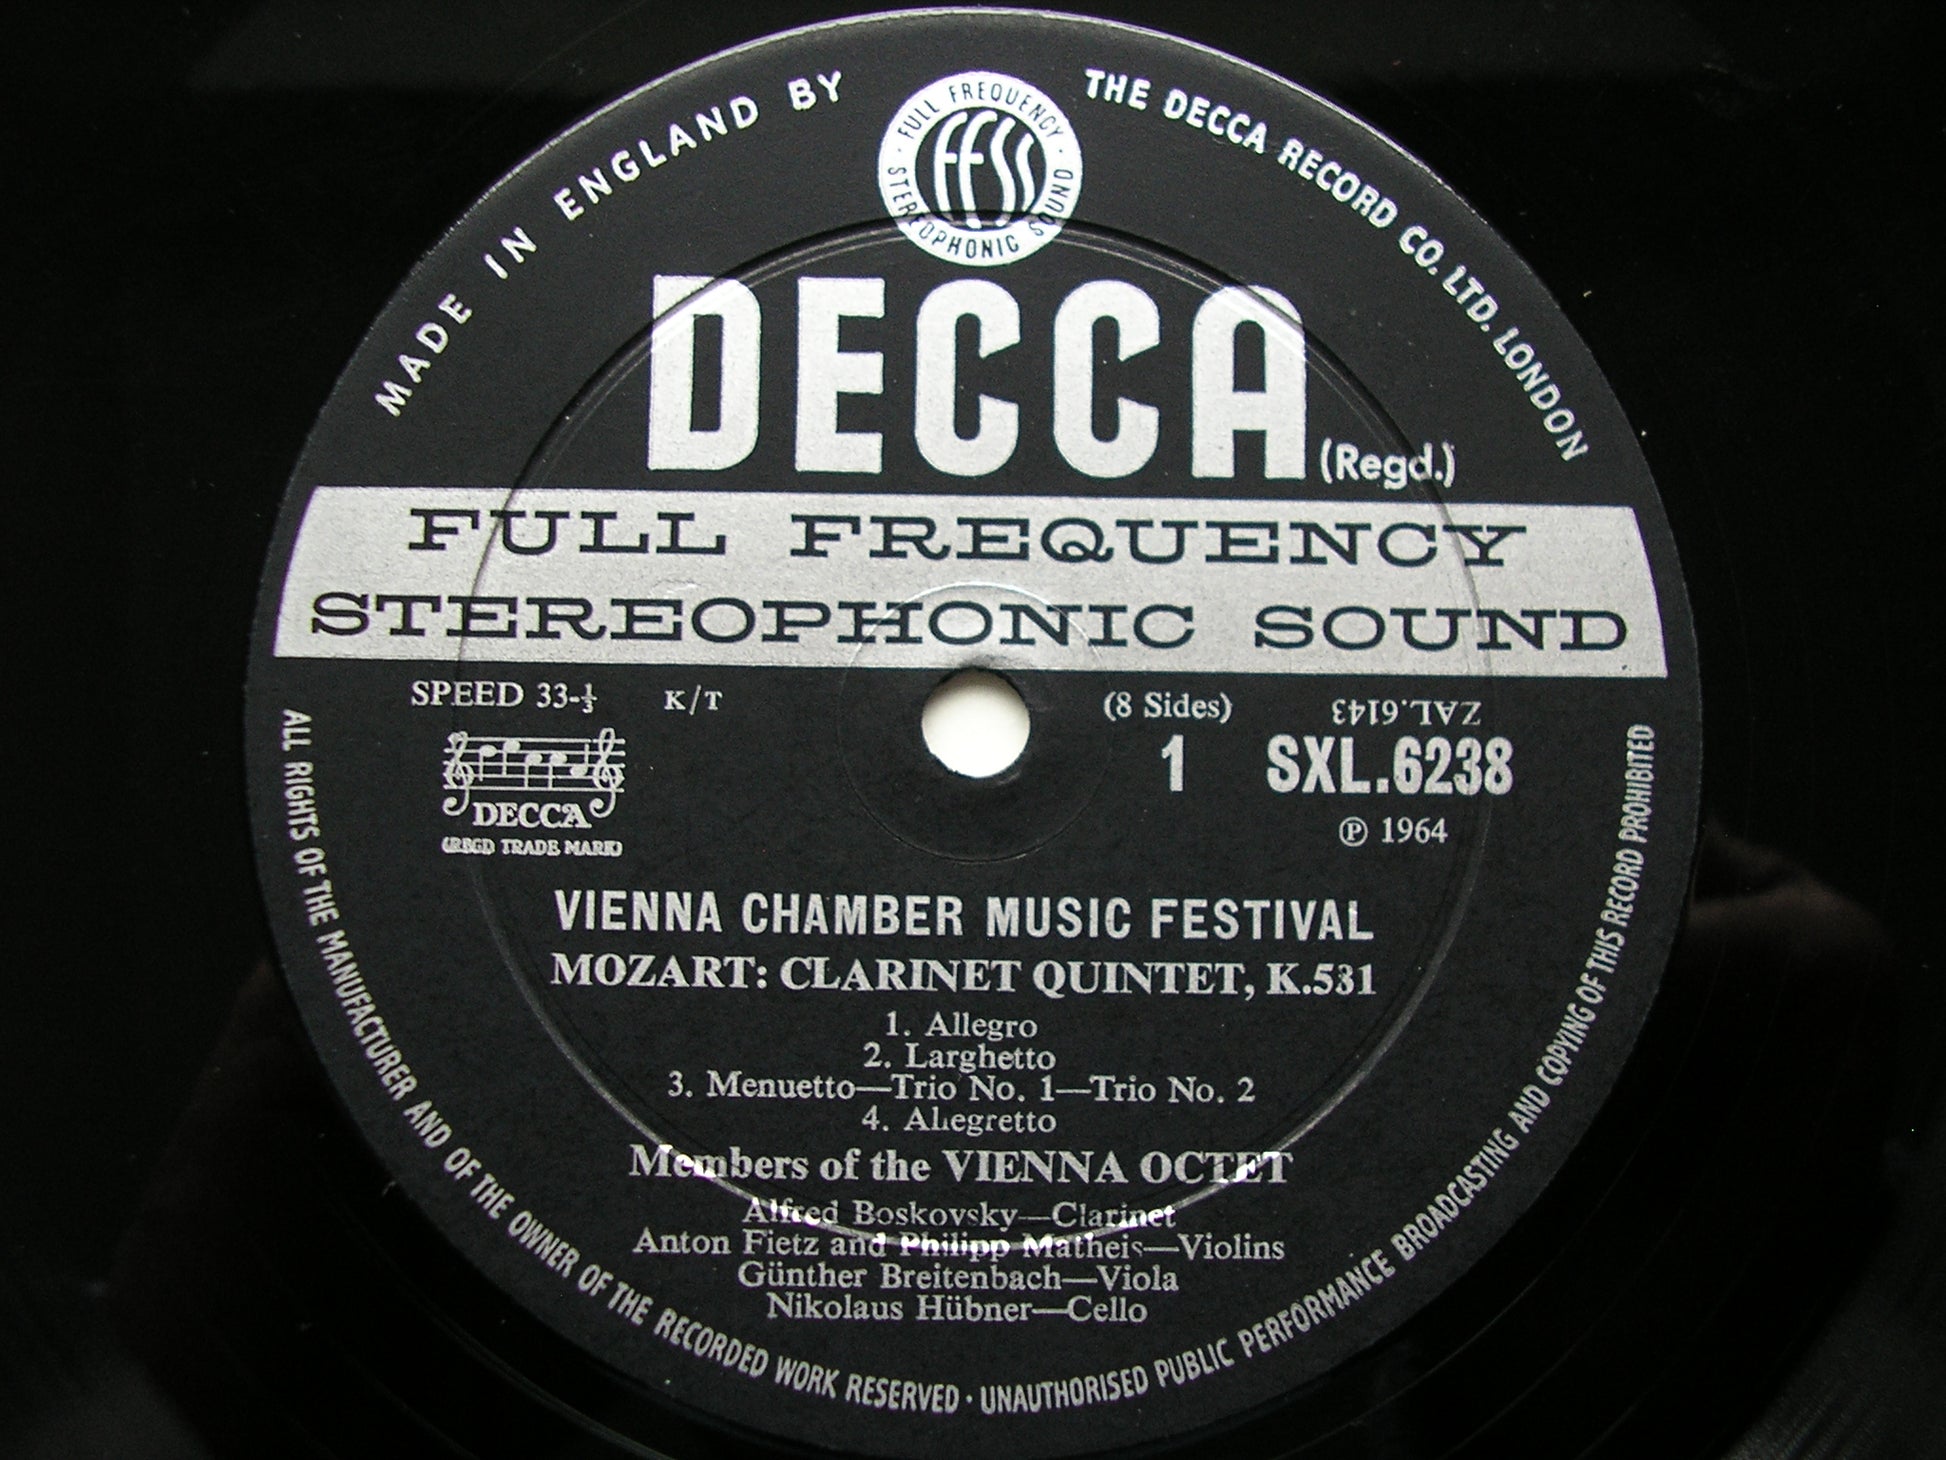 MADE IN ENGLAND BY THE DECCA RECORD CO. LTD. LONDON
FULL FREQUENCY · STEREOPHONIC SOUND ·
FFSS
DECCA (Regd.)
FULL FREQUENCY
STEREOPHONIC SOUND
SPEED 33-⅓ K/T (8 Sides) ZAL.6143
1 SXL.6238
DECCA
(REGD TRADE MARK)
℗ 1964
VIENNA CHAMBER MUSIC FESTIVAL
MOZART: CLARINET QUINTET, K.531
1. Allegro
2. Larghetto
3. Menuetto—Trio No. 1—Trio No. 2
4. Allegretto
Members of the VIENNA OCTET
Alfred Boskovsky—Clarinet
Anton Fietz and Philipp Matheis—Violins
Günther Breitenbach—Viola
Nikolaus Hübner—Cello
ALL RIGHTS OF THE MANUFACTURER AND OF THE OWNER OF THE RECORDED WORK RESERVED · UNAUTHORISED PUBLIC PERFORMANCE BROADCASTING AND COPYING OF THIS RECORD PROHIBITED